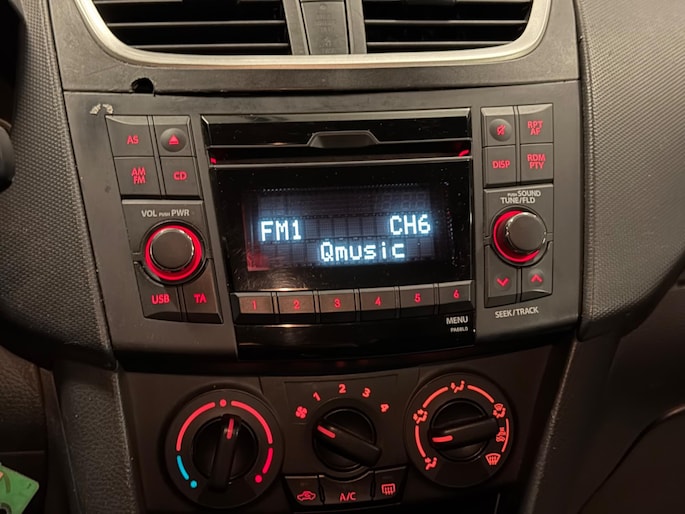 AS
AM
FM
CD
RPT
AF
DISP
RDM
PTY
VOL PUSH PWR
PUSH SOUND
TUNE/FLD
FM1 CH6
Qmusic
USB TA
1 2 3 4 5 6
SEEK/TRACK
MENU
1 2 3 4
A/C